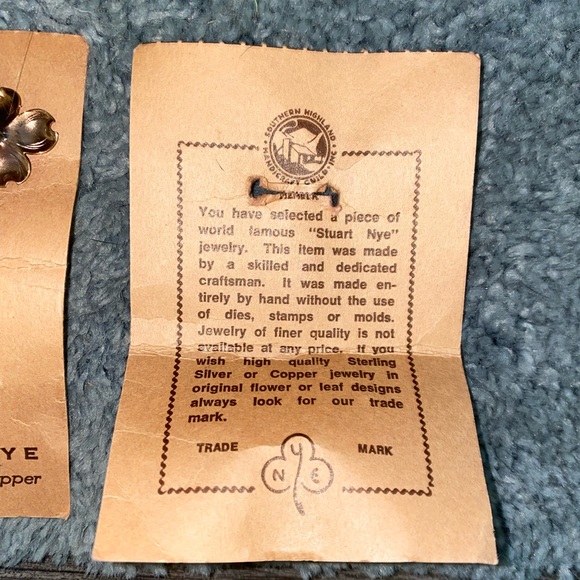 SOUTHERN HIGHLAND
HANDICRAFT GUILD INC.
MEMBER
You have selected a piece of
world famous "Stuart Nye"
jewelry. This item was made
by a skilled and dedicated
craftsman. It was made en-
tirely by hand without the use
of dies, stamps or molds.
Jewelry of finer quality is not
available at any price. If you
wish high quality Sterling
Silver or Copper jewelry in
original flower or leaf designs
always look for our trade
mark.
TRADE MARK
N Y E
YE
pper